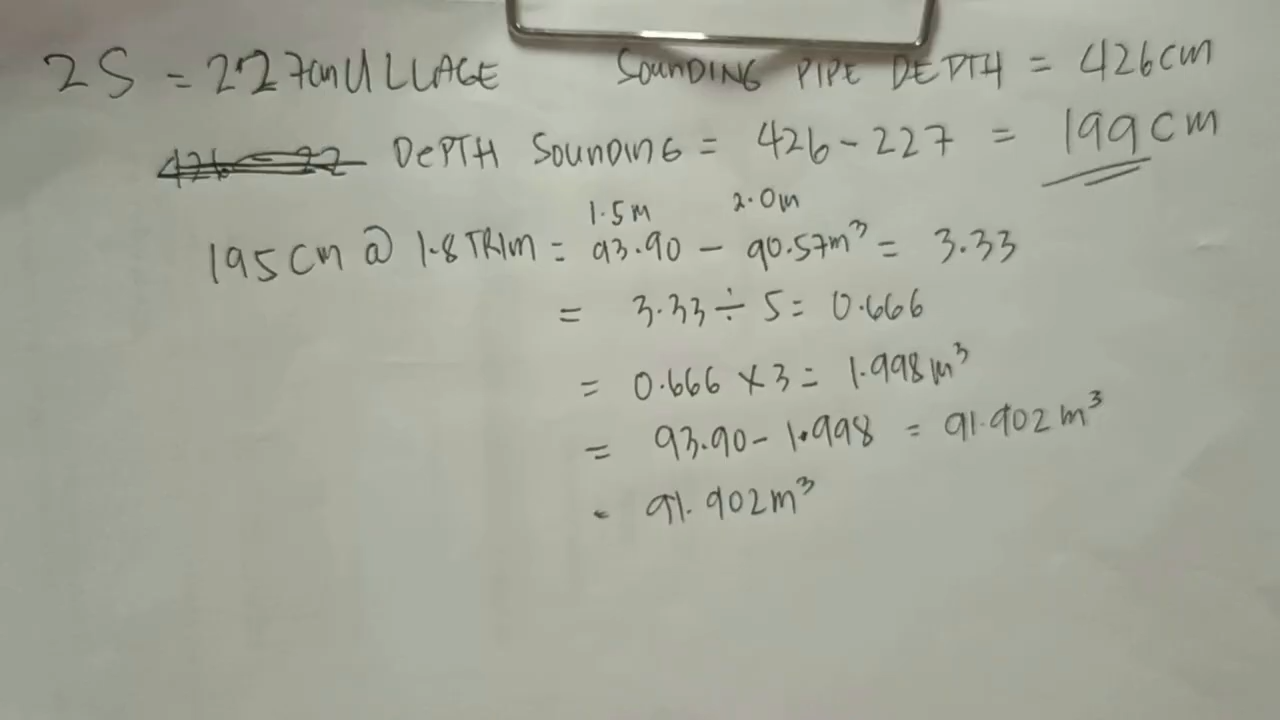 2S = 227cm ULLAGE SOUNDING PIPE DEPTH = 426cm
426 - 22 DEPTH SOUNDING = 426 - 227 = 199cm
1.5m 2.0m
195cm @ 1.8 TRIM = 93.90 - 90.57m³ = 3.33
= 3.33 ÷ 5 = 0.666
= 0.666 × 3 = 1.998m³
= 93.90 - 1.998 = 91.902m³
= 91.902m³